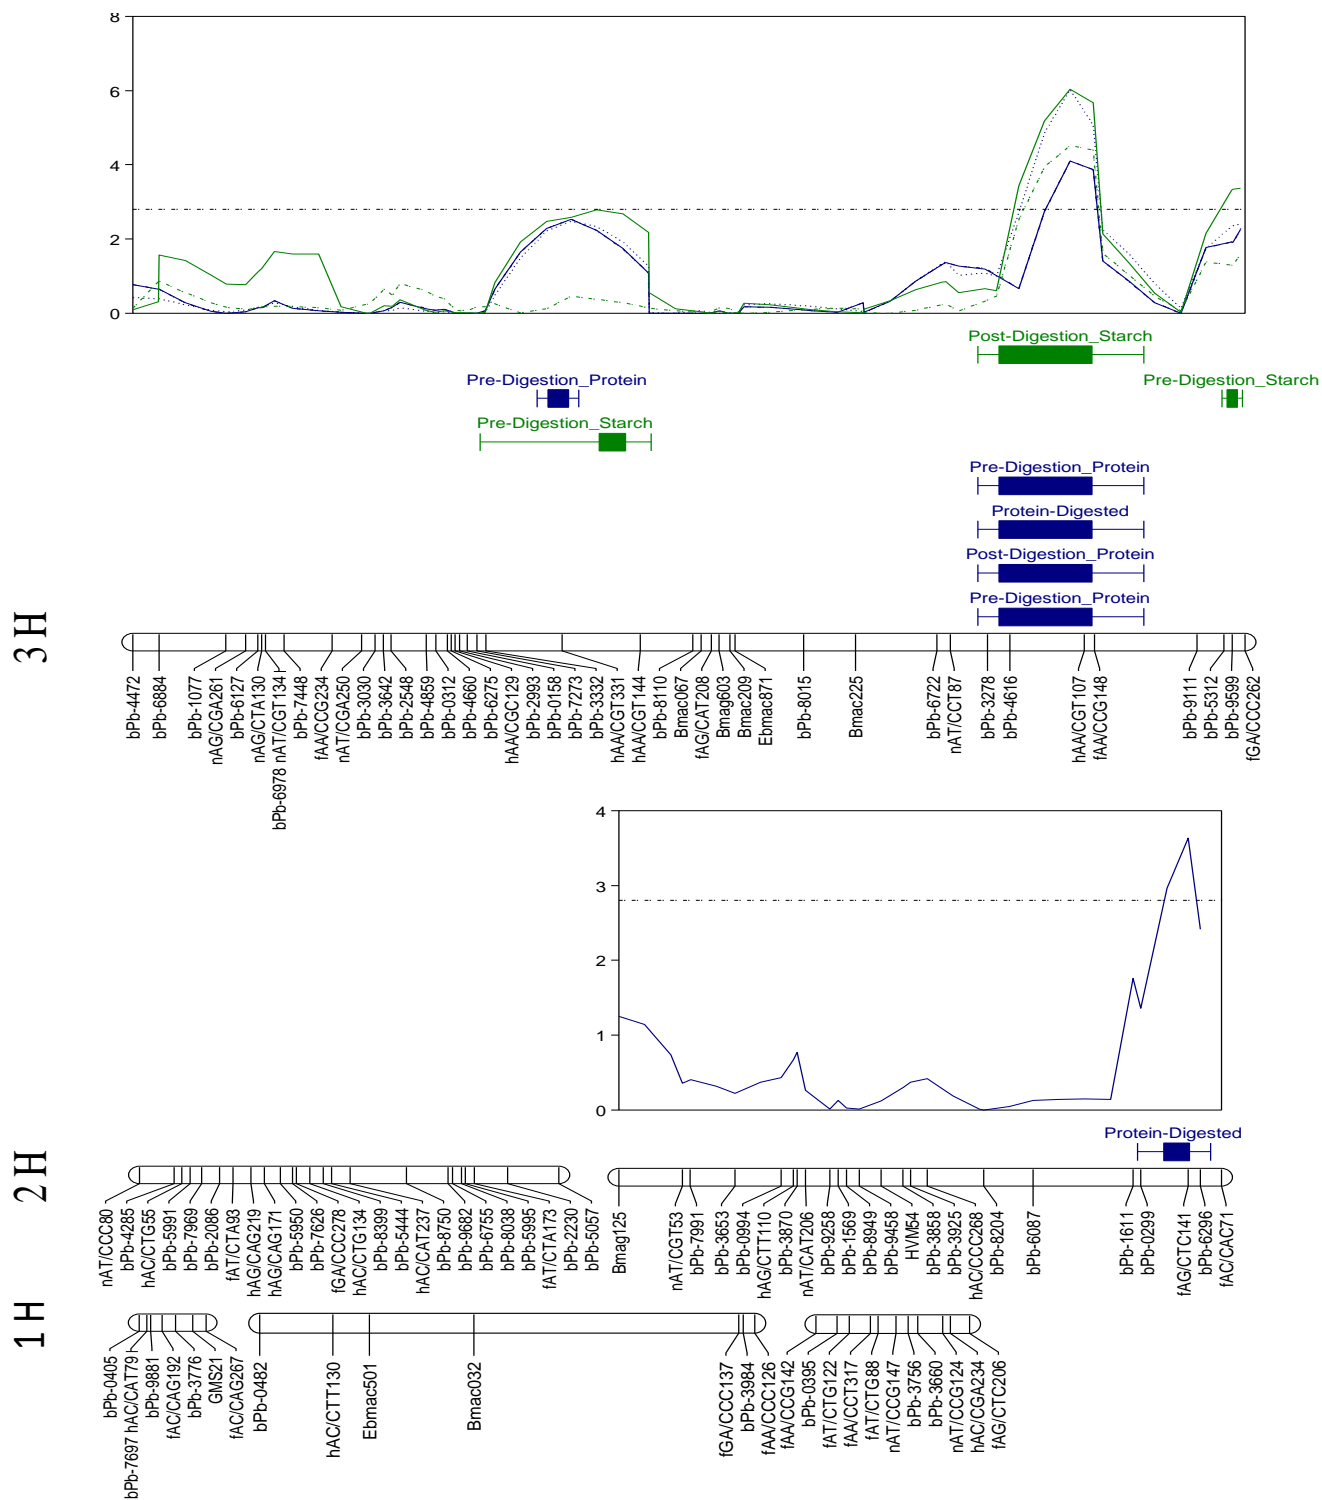 8
6
4
2
0
Post-Digestion_Starch
Pre-Digestion_Protein
Pre-Digestion_Starch
Pre-Digestion_Starch
Pre-Digestion_Protein
Protein-Digested
Post-Digestion_Protein
Pre-Digestion_Protein
3H
bPb-4472
bPb-6884
bPb-1077
nAG/CGA261
bPb-6127
nAG/CTA130
bPb-6978 nAT/CGT134
bPb-7448
fAA/CCG234
nAT/CGA250
bPb-3030
bPb-3642
bPb-2548
bPb-4859
bPb-0312
bPb-4660
bPb-6275
hAA/CGC129
bPb-2993
bPb-0158
bPb-7273
bPb-3332
hAA/CGT331
hAA/CGT144
bPb-8110
Bmac067
fAG/CAT208
Bmag603
Bmac209
Ebmac871
bPb-8015
Bmac225
bPb-6722
nAT/CCT87
bPb-3278
bPb-4616
hAA/CGT107
fAA/CCG148
bPb-9111
bPb-5312
bPb-9599
fGA/CCC262
4
3
2
1
0
Protein-Digested
2H
nAT/CCC80
bPb-4285
hAC/CTG55
bPb-5991
bPb-7969
bPb-2086
fAT/CTA93
hAG/CAG219
hAG/CAG171
bPb-5950
bPb-7626
fGA/CCC278
hAC/CTG134
bPb-8399
bPb-5444
hAC/CAT237
bPb-8750
bPb-9682
bPb-6755
bPb-8038
bPb-5995
fAT/CTA173
bPb-2230
bPb-5057
Bmag125
nAT/CGT53
bPb-7991
bPb-3653
bPb-0994
hAG/CTT110
bPb-3870
nAT/CAT206
bPb-9258
bPb-1569
bPb-8949
bPb-9458
HVM54
bPb-3858
bPb-3925
hAC/CCC268
bPb-8204
bPb-6087
bPb-1611
bPb-0299
fAG/CTC141
bPb-6296
fAC/CAC71
1H
bPb-0405
bPb-7697 hAC/CAT79
bPb-9881
fAC/CAG192
bPb-3776
GMS21
fAC/CAG267
bPb-0482
hAC/CTT130
Ebmac501
Bmac032
fGA/CCC137
bPb-3984
fAA/CCC126
fAA/CCG142
bPb-0395
fAT/CTG122
fAA/CCT317
fAT/CTG88
nAT/CCG147
bPb-3756
bPb-3660
nAT/CCG124
hAC/CGA234
fAG/CTC206